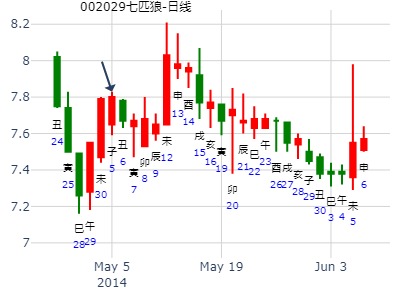 002029七匹狼-日线
8.2
8
7.8
7.6
7.4
7.2
7
丑
24
寅
25
巳
28
午
29
未
30
子
5
丑
6
寅
7
卯
8
辰
9
未
12
申
13
酉
14
戌
15
亥
16
寅
19
卯
20
辰
21
巳
22
午
23
酉
26
戌
27
亥
28
子
29
丑
30
巳
3
午
4
未
5
申
6
May 5
2014
May 19
Jun 3